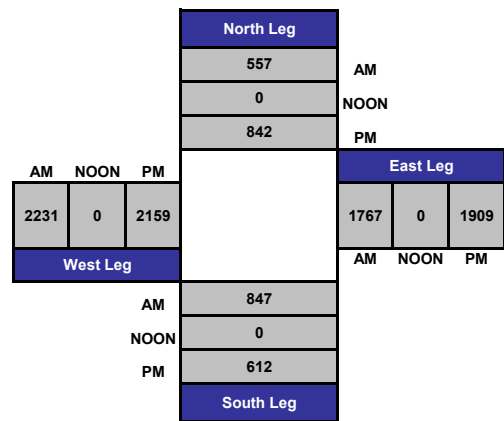 North Leg
557 AM
0 NOON
842 PM
AM NOON PM
East Leg
2231 0 2159
1767 0 1909
West Leg
AM NOON PM
AM 847
NOON 0
PM 612
South Leg